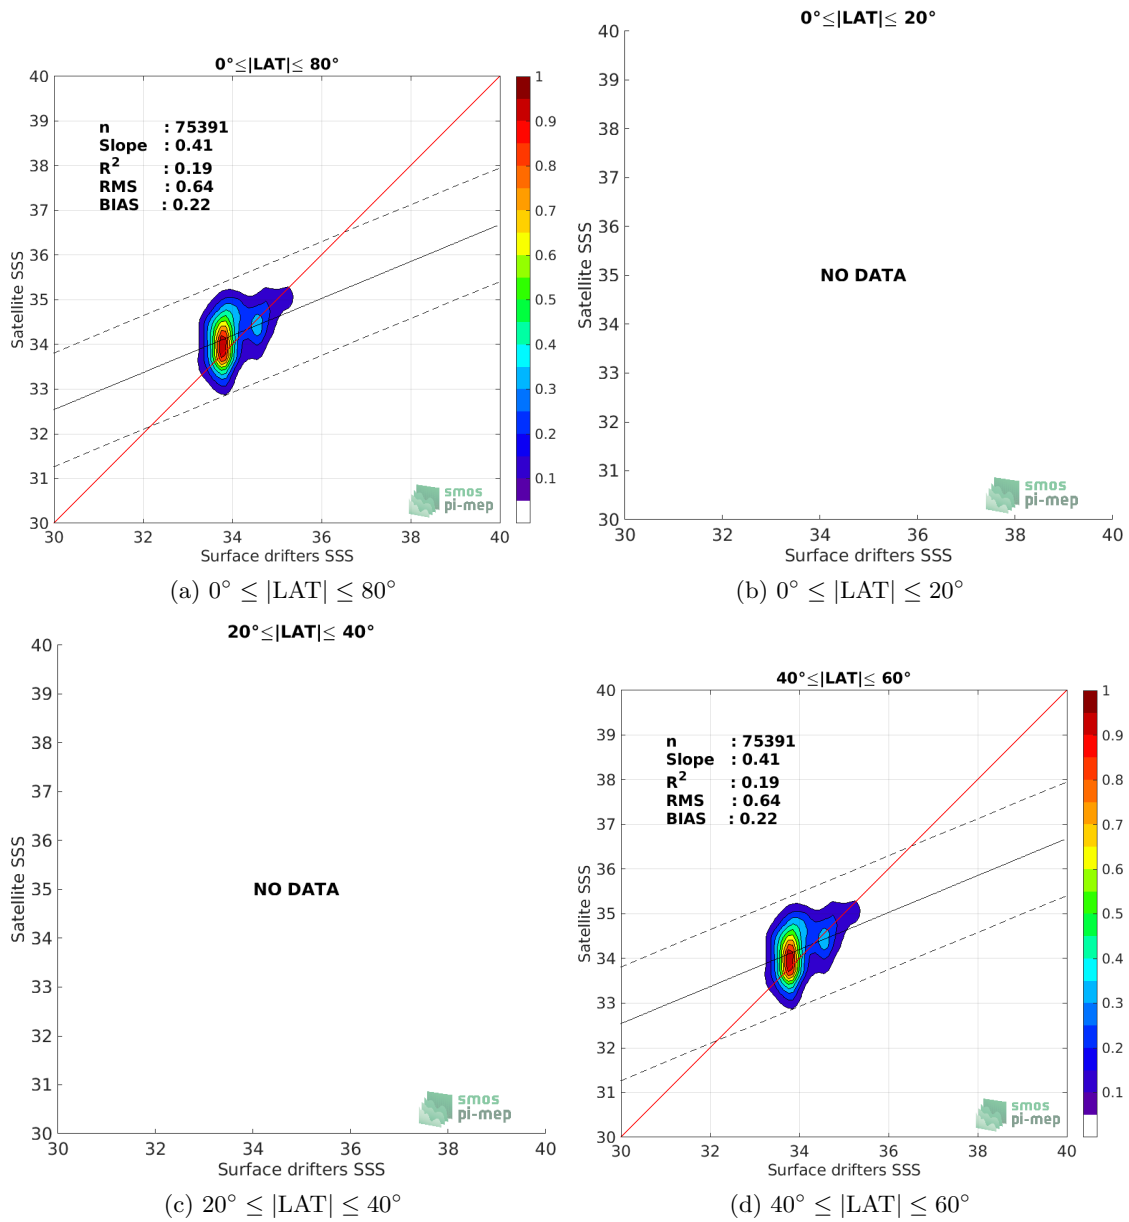 0°≤|LAT|≤ 80°
40
39
38
37
36
35
34
33
32
31
30
Satellite SSS
n : 75391
Slope : 0.41
R2 : 0.19
RMS : 0.64
BIAS : 0.22
1
0.9
0.8
0.7
0.6
0.5
0.4
0.3
0.2
0.1
smos
pi-mep
30 32 34 36 38 40
Surface drifters SSS
(a) 0° ≤ |LAT| ≤ 80°
0°≤|LAT|≤ 20°
40
39
38
37
36
35
34
33
32
31
30
Satellite SSS
NO DATA
smos
pi-mep
30 32 34 36 38 40
Surface drifters SSS
(b) 0° ≤ |LAT| ≤ 20°
20°≤|LAT|≤ 40°
40
39
38
37
36
35
34
33
32
31
30
Satellite SSS
NO DATA
smos
pi-mep
30 32 34 36 38 40
Surface drifters SSS
(c) 20° ≤ |LAT| ≤ 40°
40°≤|LAT|≤ 60°
40
39
38
37
36
35
34
33
32
31
30
Satellite SSS
n : 75391
Slope : 0.41
R2 : 0.19
RMS : 0.64
BIAS : 0.22
1
0.9
0.8
0.7
0.6
0.5
0.4
0.3
0.2
0.1
smos
pi-mep
30 32 34 36 38 40
Surface drifters SSS
(d) 40° ≤ |LAT| ≤ 60°